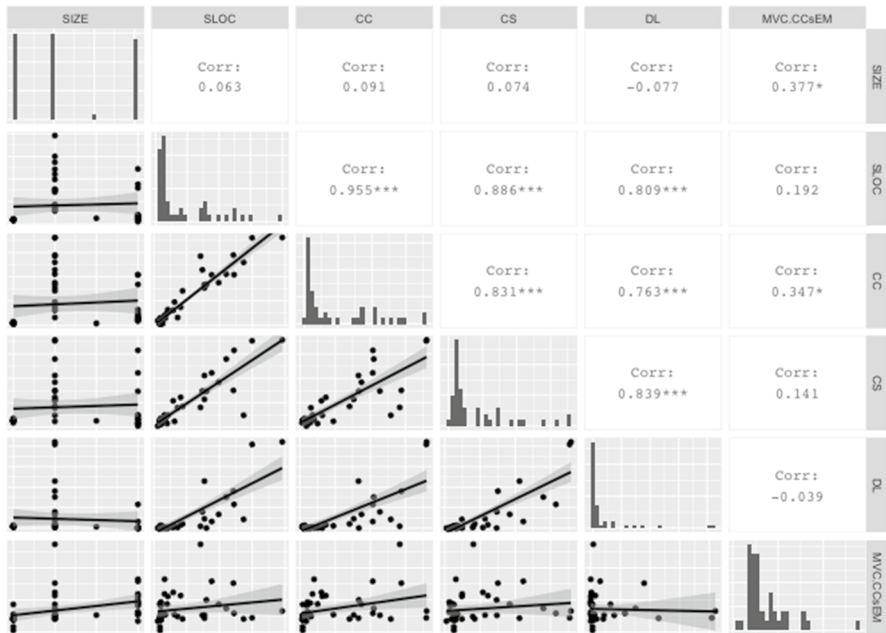 SIZE SLOC CC CS DL MVC.CCsEM
Corr: Corr: Corr: Corr: Corr:
0.063 0.091 0.074 -0.077 0.377*
SIZE
Corr: Corr: Corr: Corr:
0.955*** 0.886*** 0.809*** 0.192
SLOC
Corr: Corr: Corr:
0.831*** 0.763*** 0.347*
CC
Corr: Corr:
0.839*** 0.141
CS
Corr:
-0.039
DL
MVC.CCsEM